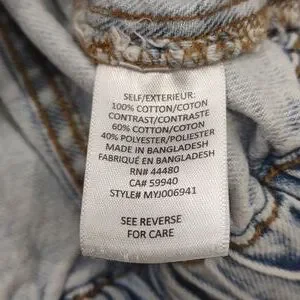 SELF/EXTERIEUR:
100% COTTON/COTON
CONTRAST/CONTRASTE
60% COTTON/COTON
40% POLYESTER/POLIESTER
MADE IN BANGLADESH
FABRIQUÉ EN BANGLADESH
RN# 44480
CA# 59940
STYLE# MYJ006941
SEE REVERSE
FOR CARE